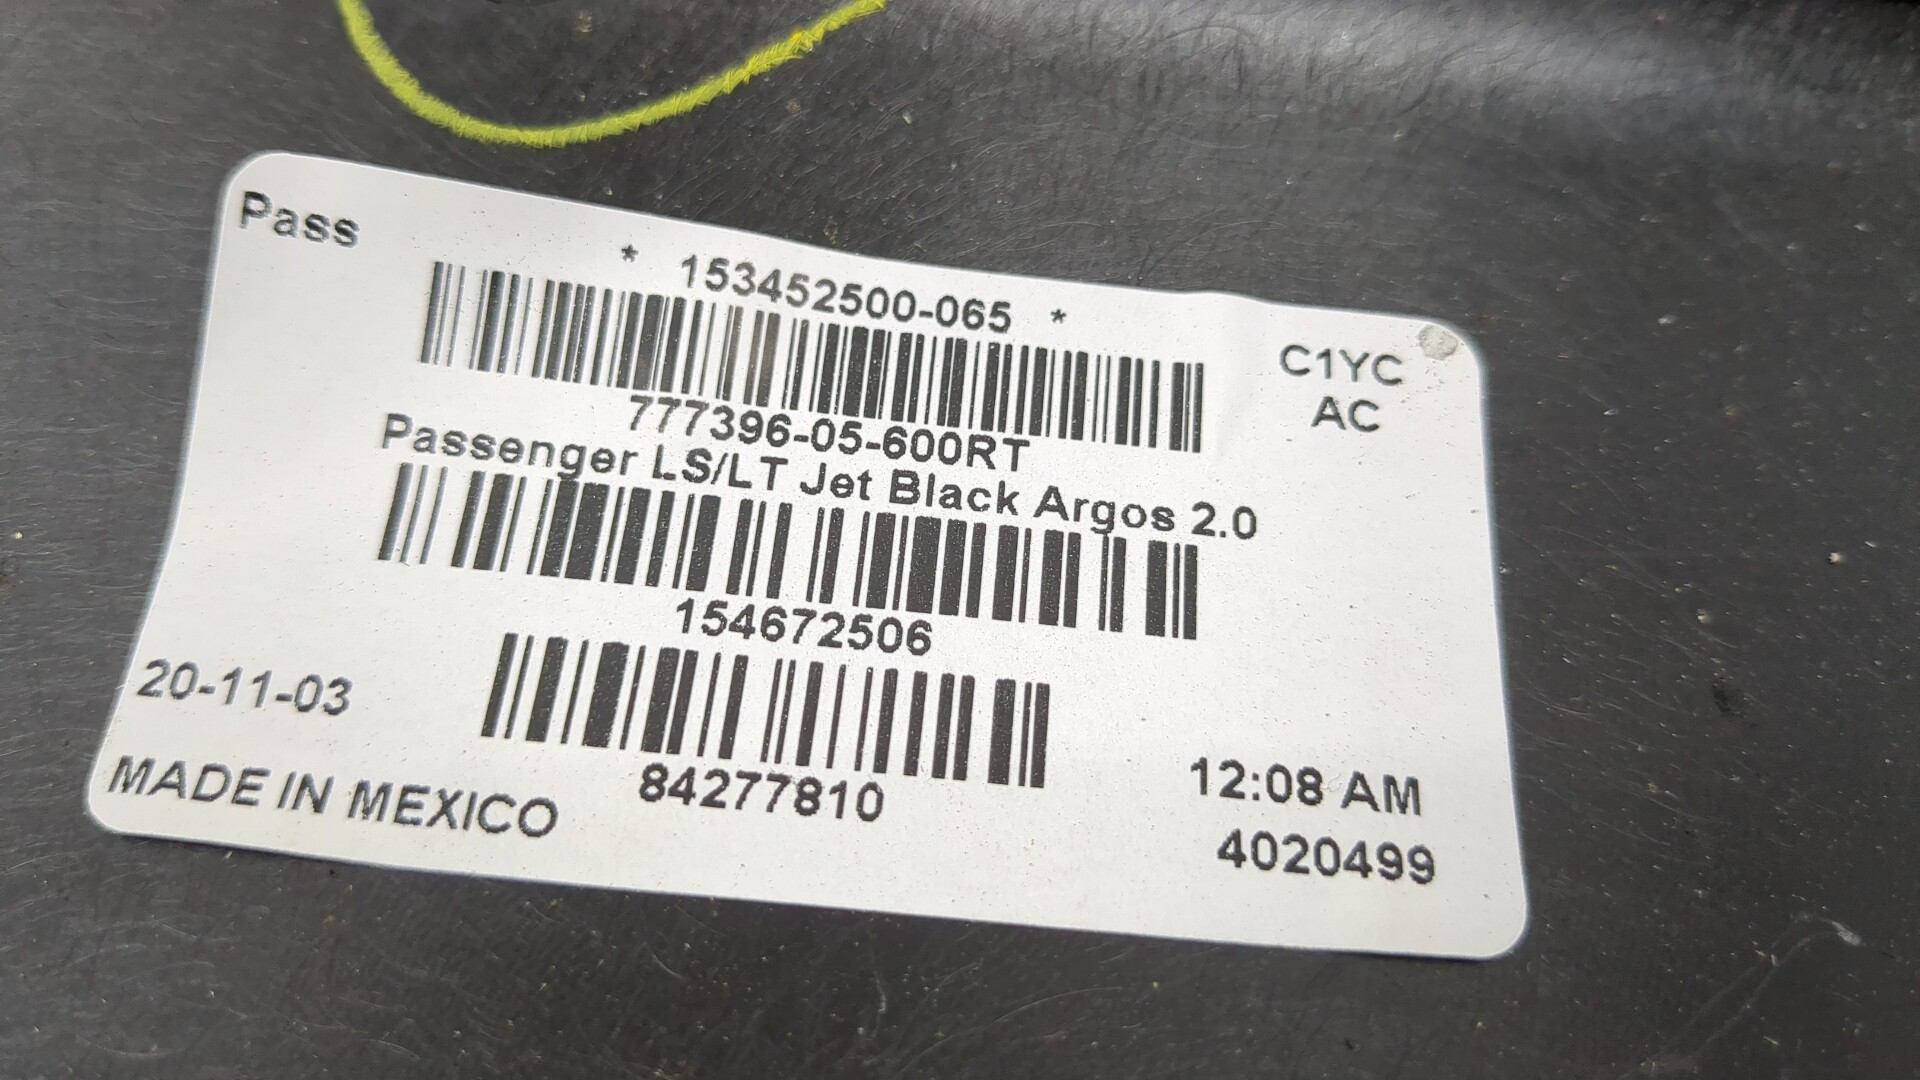 Pass
* 153452500-065 *
C1YC
AC
777396-05-600RT
Passenger LS/LT Jet Black Argos 2.0
154672506
20-11-03
84277810
12:08 AM
MADE IN MEXICO
4020499